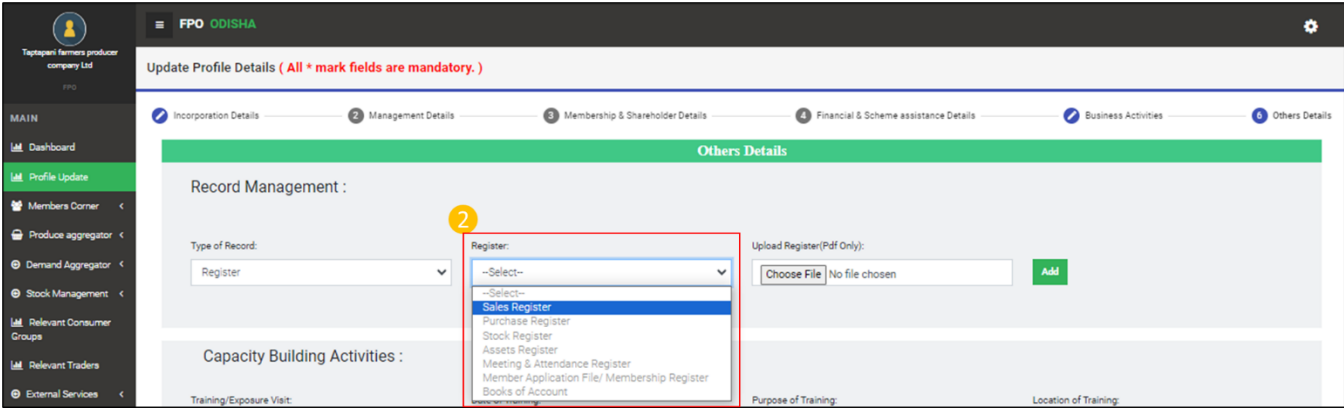 Taptapani farmers producer
company Ltd
FPO
MAIN
Dashboard
Profile Update
Members Corner
Produce aggregator
Demand Aggregator
Stock Management
Relevant Consumer
Groups
Relevant Traders
External Services
FPO ODISHA
Update Profile Details ( All * mark fields are mandatory. )
Incorporation Details
2 Management Details
3 Membership & Shareholder Details
4 Financial & Scheme assistance Details
Business Activities
6 Others Details
Others Details
Record Management :
2
Type of Record:
Register
Register:
--Select--
--Select--
Sales Register
Purchase Register
Stock Register
Assets Register
Meeting & Attendance Register
Member Application File/ Membership Register
Books of Account
Upload Register(Pdf Only):
Choose File No file chosen
Add
Capacity Building Activities :
Training/Exposure Visit:
Purpose of Training:
Location of Training: